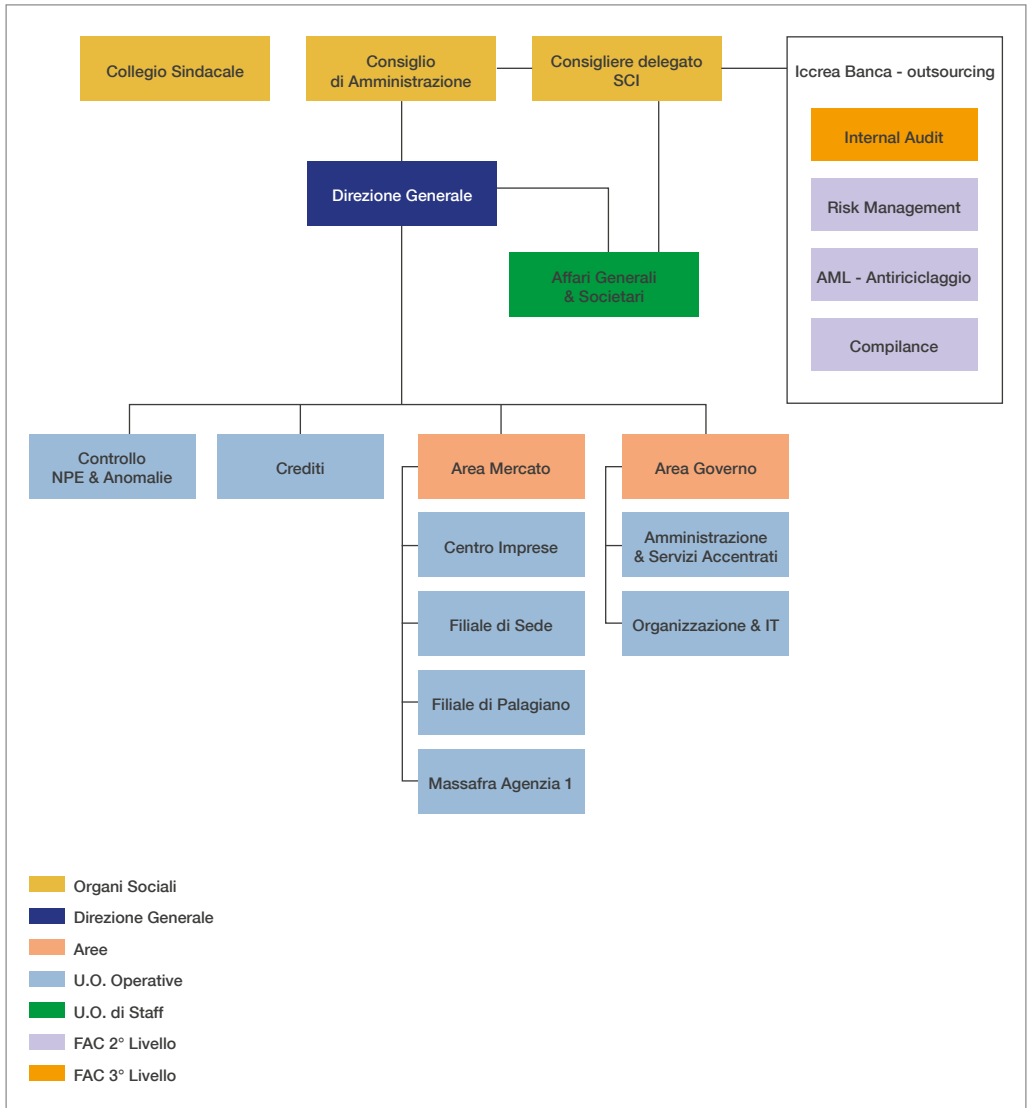 Collegio Sindacale
Consiglio
di Amministrazione
Consigliere delegato
SCI
Iccrea Banca - outsourcing
Internal Audit
Risk Management
AML - Antiriciclaggio
Compilance
Direzione Generale
Affari Generali
& Societari
Controllo
NPE & Anomalie
Crediti
Area Mercato
Centro Imprese
Filiale di Sede
Filiale di Palagiano
Massafra Agenzia 1
Area Governo
Amministrazione
& Servizi Accentrati
Organizzazione & IT
Organi Sociali
Direzione Generale
Aree
U.O. Operative
U.O. di Staff
FAC 2° Livello
FAC 3° Livello